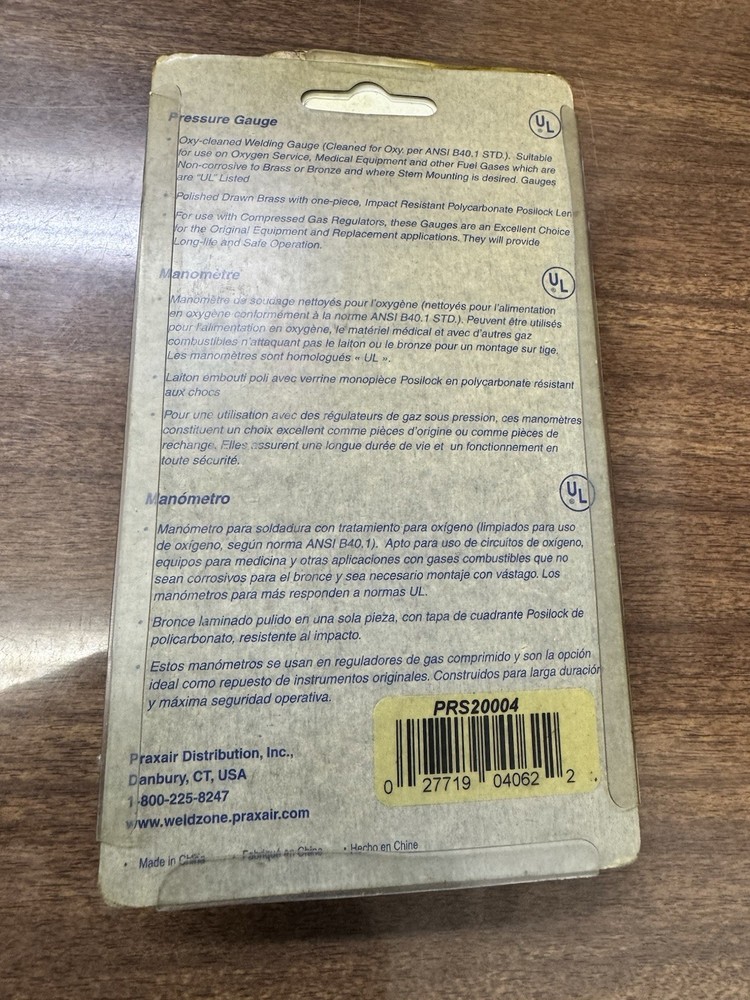 Pressure Gauge
UL
• Oxy-cleaned Welding Gauge (Cleaned for Oxy. per ANSI B40.1 STD.). Suitable
for use on Oxygen Service, Medical Equipment and other Fuel Gases which are
Non-corrosive to Brass or Bronze and where Stem Mounting is desired. Gauges
are "UL" Listed
• Polished Drawn Brass with one-piece, Impact Resistant Polycarbonate Posilock Lens
• For use with Compressed Gas Regulators, these Gauges are an Excellent Choice
for the Original Equipment and Replacement applications. They will provide
Long-life and Safe Operation.
Manomètre
UL
• Manomètre de soudage nettoyés pour l'oxygène (nettoyés pour l'alimentation
en oxygène conformément à la norme ANSI B40.1 STD.). Peuvent être utilisés
pour l'alimentation en oxygène, le matériel médical et avec d'autres gaz
combustibles n'attaquant pas le laiton ou le bronze pour un montage sur tige.
Les manomètres sont homologués « UL ».
• Laiton embouti poli avec verrine monopièce Posilock en polycarbonate résistant
aux chocs
• Pour une utilisation avec des régulateurs de gaz sous pression, ces manomètres
constituent un choix excellent comme pièces d'origine ou comme pièces de
rechange. Elles assurent une longue durée de vie et un fonctionnement en
toute sécurité.
Manómetro
UL
• Manómetro para soldadura con tratamiento para oxígeno (limpiados para uso
de oxígeno, según norma ANSI B40.1). Apto para uso de circuitos de oxígeno,
equipos para medicina y otras aplicaciones con gases combustibles que no
sean corrosivos para el bronce y sea necesario montaje con vástago. Los
manómetros para más responden a normas UL.
• Bronce laminado pulido en una sola pieza, con tapa de cuadrante Posilock de
policarbonato, resistente al impacto.
• Estos manómetros se usan en reguladores de gas comprimido y son la opción
ideal como repuesto de instrumentos originales. Construidos para larga duración
y máxima seguridad operativa.
PRS20004
0 27719 04062 2
Praxair Distribution, Inc.,
Danbury, CT, USA
1-800-225-8247
www.weldzone.praxair.com
• Made in China • Fabriqué en Chine • Hecho en Chine